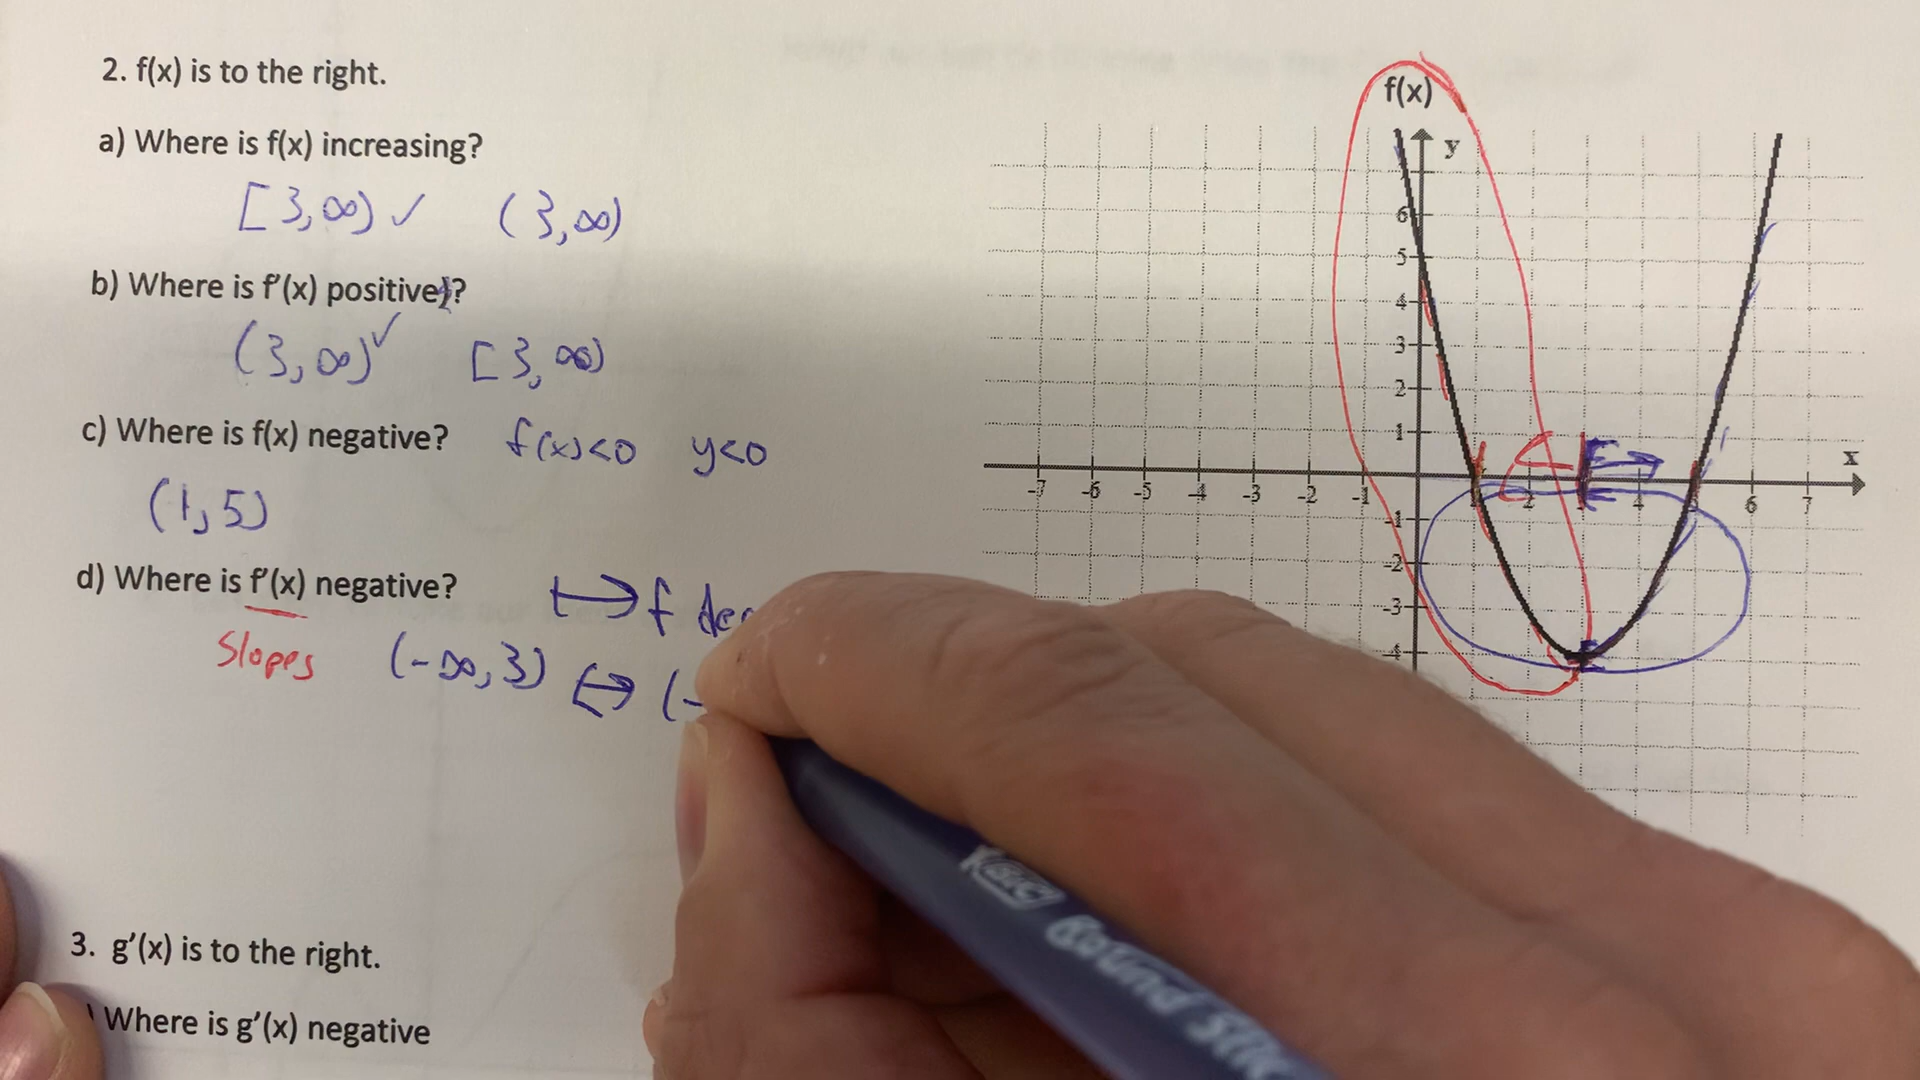 2. f(x) is to the right.
a) Where is f(x) increasing?
[3,∞) ✓ (3,∞)
b) Where is f'(x) positive?
(3,∞) ✓ [3,∞)
c) Where is f(x) negative? f(x)<0 y<0
(1,5)
d) Where is f'(x) negative? ↦ f dec
Slopes (-∞,3) ↔ (-
3. g'(x) is to the right.
Where is g'(x) negative
f(x)
y
6
5
4
3
2
1
x
-7 -6 -5 -4 -3 -2 -1 2 4 6 7
-1
-2
-3
-4
BIC Round Stic